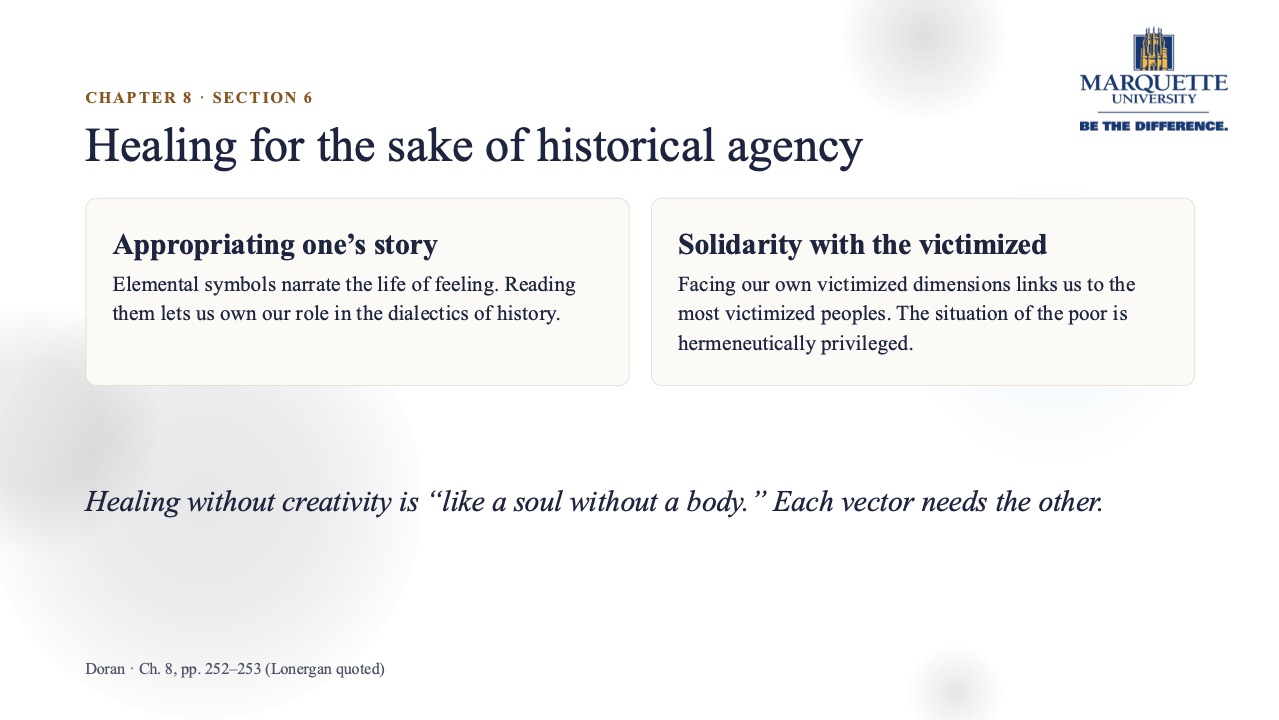 MARQUETTE
UNIVERSITY
BE THE DIFFERENCE.
CHAPTER 8 · SECTION 6
Healing for the sake of historical agency
Appropriating one’s story
Elemental symbols narrate the life of feeling. Reading
them lets us own our role in the dialectics of history.
Solidarity with the victimized
Facing our own victimized dimensions links us to the
most victimized peoples. The situation of the poor is
hermeneutically privileged.
Healing without creativity is “like a soul without a body.” Each vector needs the other.
Doran · Ch. 8, pp. 252–253 (Lonergan quoted)